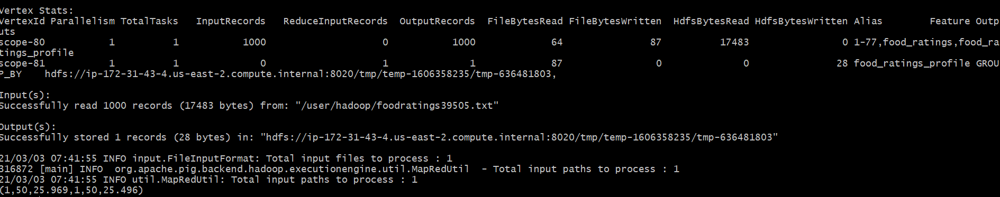 Vertex Stats:
VertexId Parallelism TotalTasks   InputRecords   ReduceInputRecords  OutputRecords  FileBytesRead FileBytesWritten  HdfsBytesRead HdfsBytesWritten Alias        Feature Outp
uts
scope-80           1          1           1000                    0           1000             64               87          17483                0 1-77,food_ratings,food_ra
tings_profile
scope-81           1          1              0                    1              1             87                0              0               28 food_ratings_profile GROU
P_BY    hdfs://ip-172-31-43-4.us-east-2.compute.internal:8020/tmp/temp-1606358235/tmp-636481803,
Input(s):
Successfully read 1000 records (17483 bytes) from: "/user/hadoop/foodratings39505.txt"
Output(s):
Successfully stored 1 records (28 bytes) in: "hdfs://ip-172-31-43-4.us-east-2.compute.internal:8020/tmp/temp-1606358235/tmp-636481803"
21/03/03 07:41:55 INFO input.FileInputFormat: Total input files to process : 1
316872 [main] INFO  org.apache.pig.backend.hadoop.executionengine.util.MapRedUtil  - Total input paths to process : 1
21/03/03 07:41:55 INFO util.MapRedUtil: Total input paths to process : 1
(1,50,25.969,1,50,25.496)